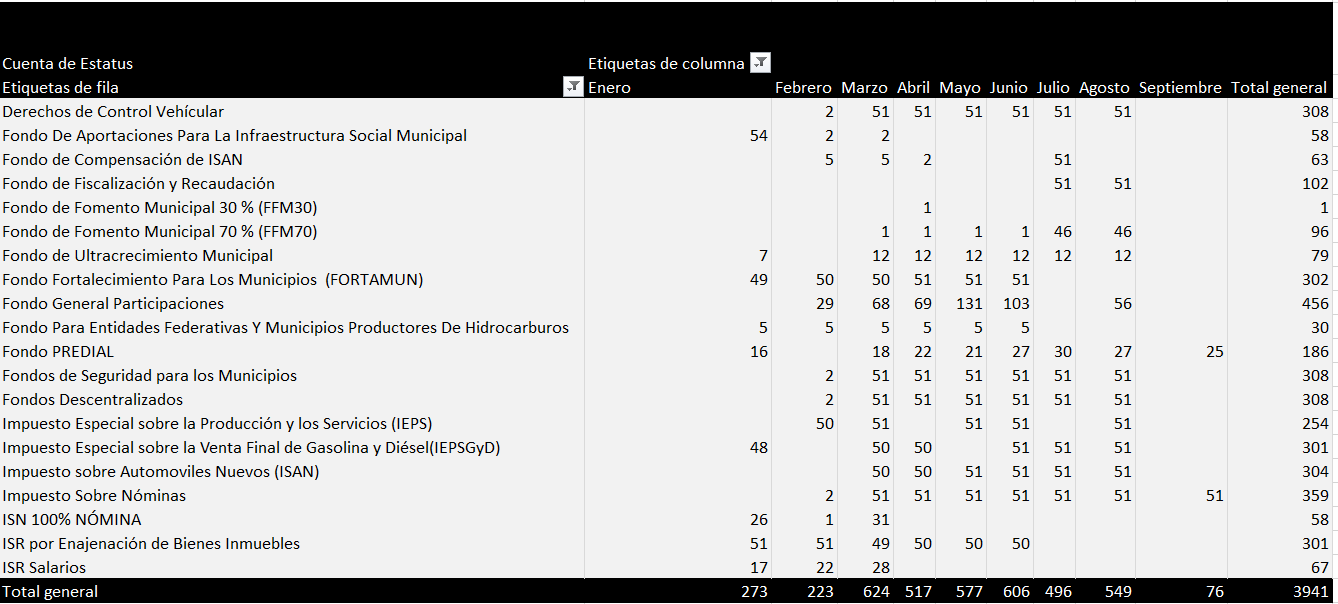 Cuenta de Estatus Etiquetas de columna
Etiquetas de fila Enero Febrero Marzo Abril Mayo Junio Julio Agosto Septiembre Total general
Derechos de Control Vehícular 2 51 51 51 51 51 51 308
Fondo De Aportaciones Para La Infraestructura Social Municipal 54 2 2 58
Fondo de Compensación de ISAN 5 5 2 51 63
Fondo de Fiscalización y Recaudación 51 51 102
Fondo de Fomento Municipal 30 % (FFM30) 1 1
Fondo de Fomento Municipal 70 % (FFM70) 1 1 1 1 46 46 96
Fondo de Ultracrecimiento Municipal 7 12 12 12 12 12 12 79
Fondo Fortalecimiento Para Los Municipios (FORTAMUN) 49 50 50 51 51 51 302
Fondo General Participaciones 29 68 69 131 103 56 456
Fondo Para Entidades Federativas Y Municipios Productores De Hidrocarburos 5 5 5 5 5 5 30
Fondo PREDIAL 16 18 22 21 27 30 27 25 186
Fondos de Seguridad para los Municipios 2 51 51 51 51 51 51 308
Fondos Descentralizados 2 51 51 51 51 51 51 308
Impuesto Especial sobre la Producción y los Servicios (IEPS) 50 51 51 51 51 254
Impuesto Especial sobre la Venta Final de Gasolina y Diésel(IEPSGyD) 48 50 50 51 51 51 301
Impuesto sobre Automoviles Nuevos (ISAN) 50 50 51 51 51 51 304
Impuesto Sobre Nóminas 2 51 51 51 51 51 51 51 359
ISN 100% NÓMINA 26 1 31 58
ISR por Enajenación de Bienes Inmuebles 51 51 49 50 50 50 301
ISR Salarios 17 22 28 67
Total general 273 223 624 517 577 606 496 549 76 3941